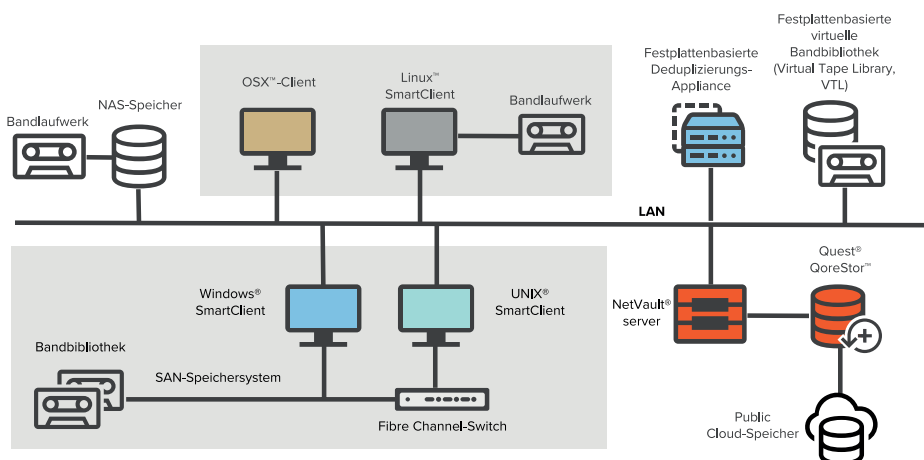 Bandlaufwerk
NAS-Speicher
OSX™-Client
Linux™
SmartClient
Bandlaufwerk
Festplattenbasierte
Deduplizierungs-
Appliance
Festplattenbasierte
virtuelle
Bandbibliothek
(Virtual Tape Library,
VTL)
LAN
Windows®
SmartClient
UNIX®
SmartClient
NetVault®
server
Quest®
QoreStor™
Bandbibliothek
SAN-Speichersystem
Fibre Channel-Switch
Public
Cloud-Speicher